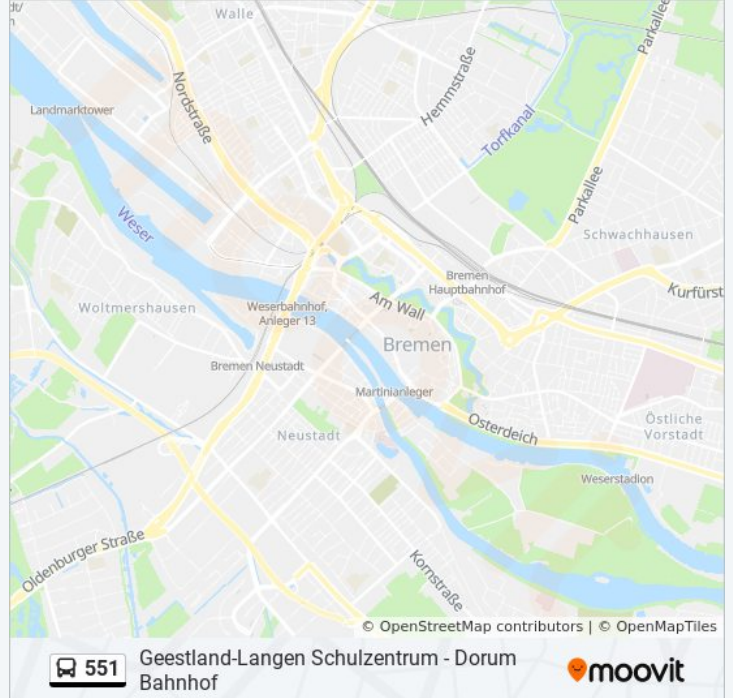 dt/
Walle
Parkallee
Nordstraße
Hemmstraße
Landmarktower
Torfkanal
Parkallee
Weser
Schwachhausen
Bremen
Hauptbahnhof
Kurfürst
Am Wall
Woltmershausen
Weserbahnhof,
Anleger 13
Bremen
Bremen Neustadt
Martinianleger
Osterdeich
Östliche
Vorstadt
Neustadt
Weserstadion
Oldenburger Straße
Kornstraße
© OpenStreetMap contributors | © OpenMapTiles
551
Geestland-Langen Schulzentrum - Dorum
Bahnhof
moovit